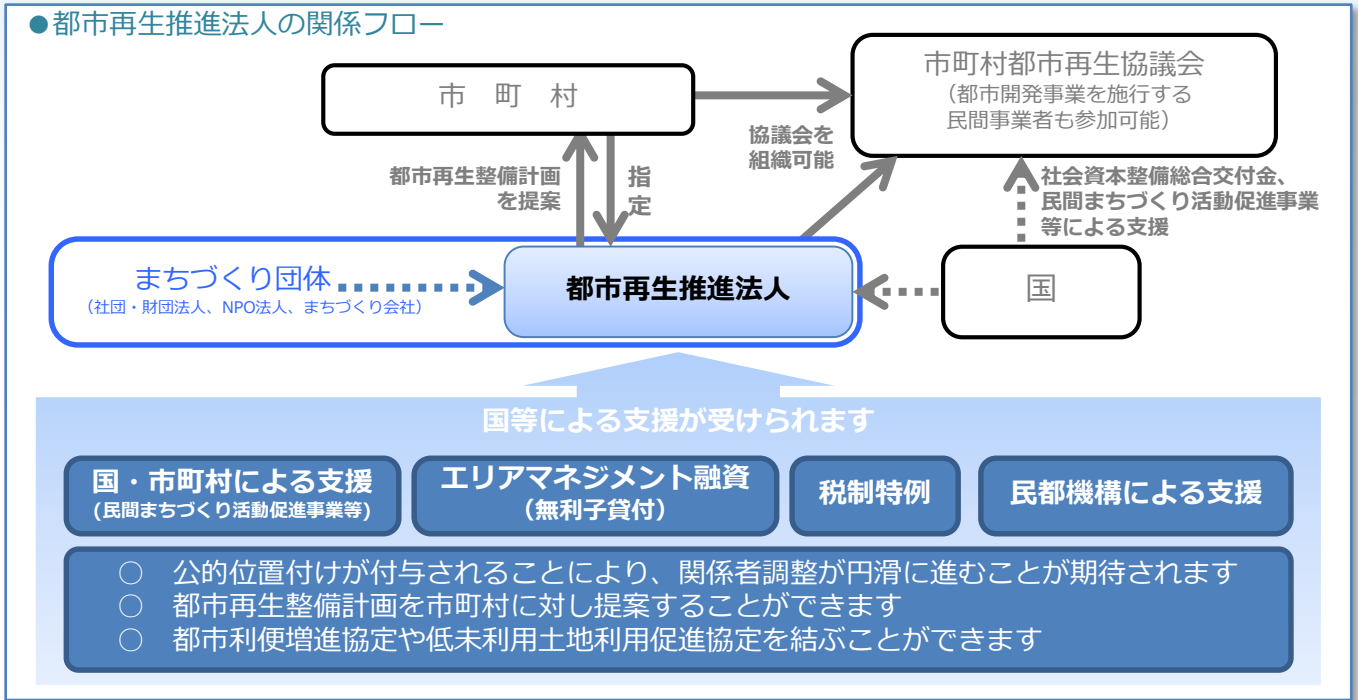 ●都市再生推進法人の関係フロー
市　町　村
市町村都市再生協議会
（都市開発事業を施行する
民間事業者も参加可能）
協議会を
組織可能
都市再生整備計画
を提案
指
定
社会資本整備総合交付金、
民間まちづくり活動促進事業
等による支援
まちづくり団体
（社団・財団法人、NPO法人、まちづくり会社）
都市再生推進法人
国
国等による支援が受けられます
国・市町村による支援
(民間まちづくり活動促進事業等)
エリアマネジメント融資
（無利子貸付）
税制特例
民都機構による支援
○　公的位置付けが付与されることにより、関係者調整が円滑に進むことが期待されます
○　都市再生整備計画を市町村に対し提案することができます
○　都市利便増進協定や低未利用土地利用促進協定を結ぶことができます